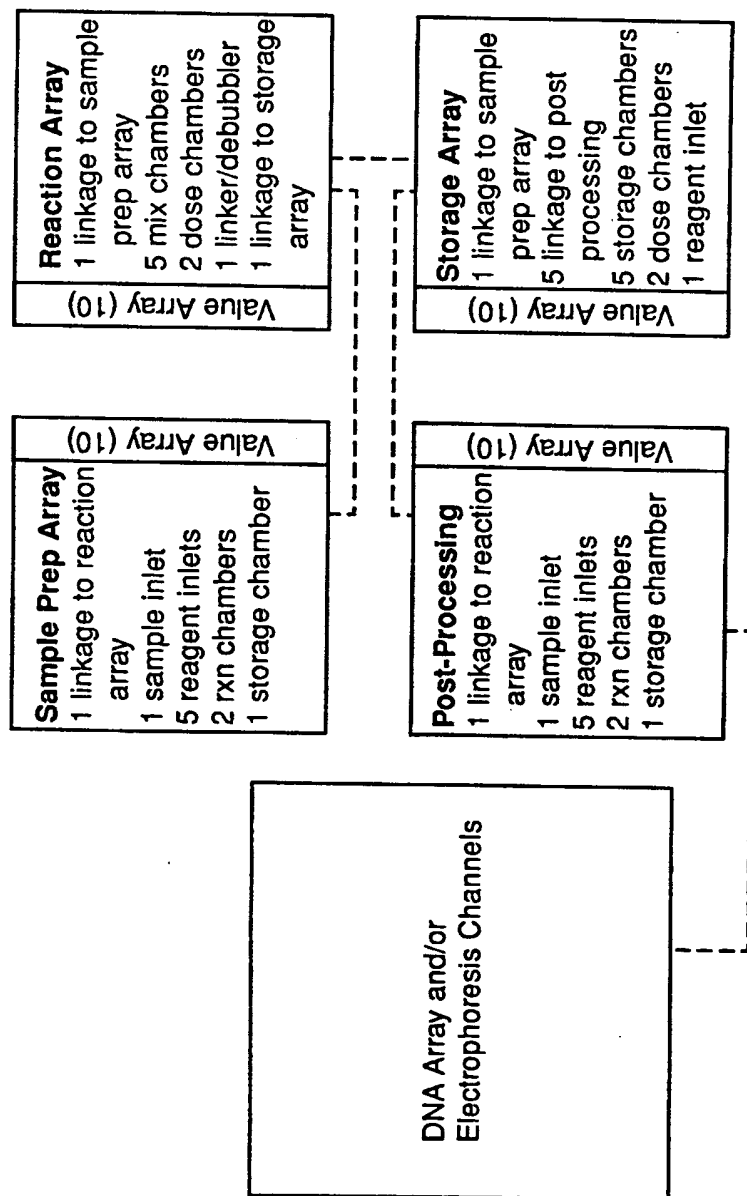 Reaction Array
1 linkage to sample
prep array
5 mix chambers
2 dose chambers
1 linker/debubbler
1 linkage to storage
array
Value Array (10)
Storage Array
1 linkage to sample
prep array
5 linkage to post
processing
5 storage chambers
2 dose chambers
1 reagent inlet
Value Array (10)
Sample Prep Array
1 linkage to reaction
array
1 sample inlet
5 reagent inlets
2 rxn chambers
1 storage chamber
Value Array (10)
Post-Processing
1 linkage to reaction
array
1 sample inlet
5 reagent inlets
2 rxn chambers
1 storage chamber
Value Array (10)
DNA Array and/or
Electrophoresis Channels